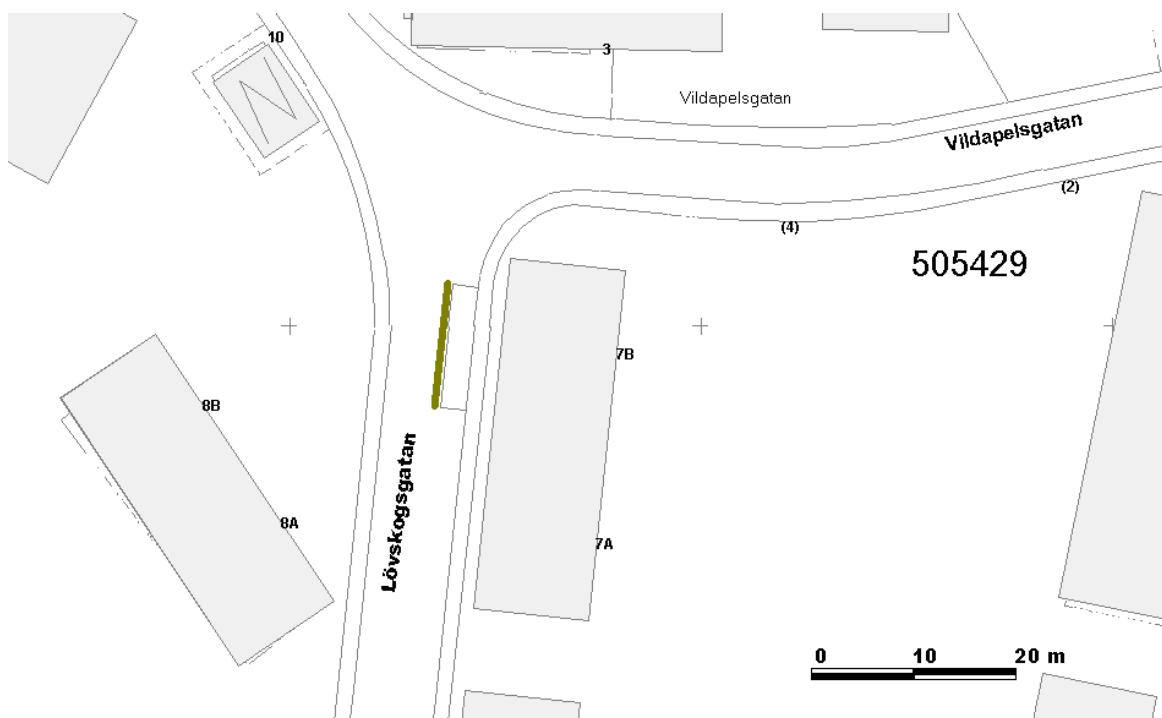 10
3
Vildapelsgatan
Vildapelsgatan
(2)
(4)
505429
7B
8B
Lövskogsgatan
8A
7A
0 10 20 m